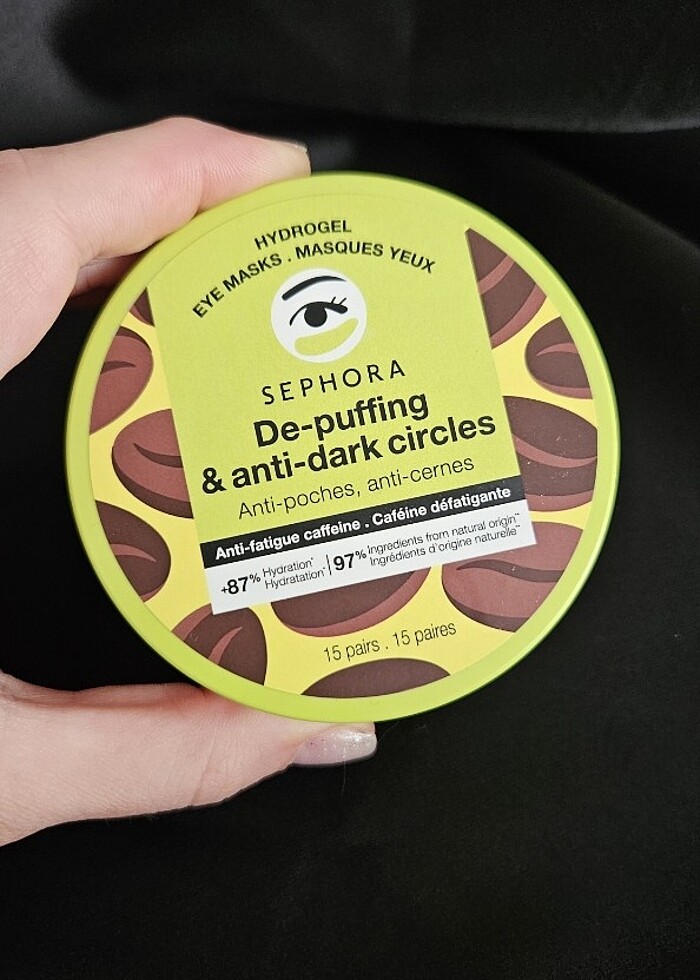 HYDROGEL
EYE MASKS . MASQUES YEUX
SEPHORA
De-puffing
& anti-dark circles
Anti-poches, anti-cernes
Anti-fatigue caffeine . Caféine défatigante
+87% Hydration*
Hydratation*
97% Ingredients from natural origin**
Ingrédients d'origine naturelle**
15 pairs . 15 paires